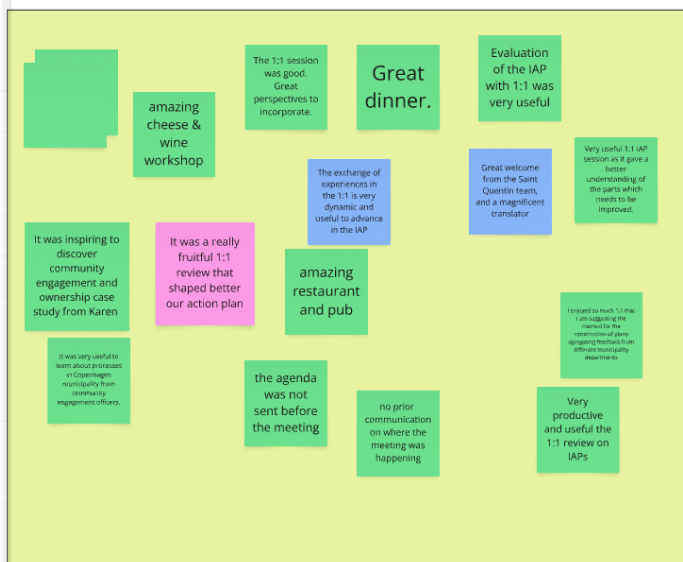 The 1:1 session
was good.
Great
perspectives to
incorporate.
Great
dinner.
Evaluation
of the IAP
with 1:1 was
very useful
amazing
cheese &
wine
workshop
The exchange of
experiences in
the 1:1 is very
dynamic and
useful to advance
in the IAP
Great welcome
from the Saint
Quentin team,
and a magnificent
translator
Very useful 1:1 IAP
session as it gave a
better
understanding of
the parts which
needs to be
improved.
It was inspiring to
discover
community
engagement and
ownership case
study from Karen
It was a really
fruitful 1:1
review that
shaped better
our action plan
amazing
restaurant
and pub
I enjoyed so much 1:1 that
I am suggesting the
method for the
construction of plans
agregating feedback from
different municipality
departments
It was very useful to
learn about processes
in Copenhagen
municipality from
community
engagement officers.
the agenda
was not
sent before
the meeting
no prior
communication
on where the
meeting was
happening
Very
productive
and useful the
1:1 review on
IAPs